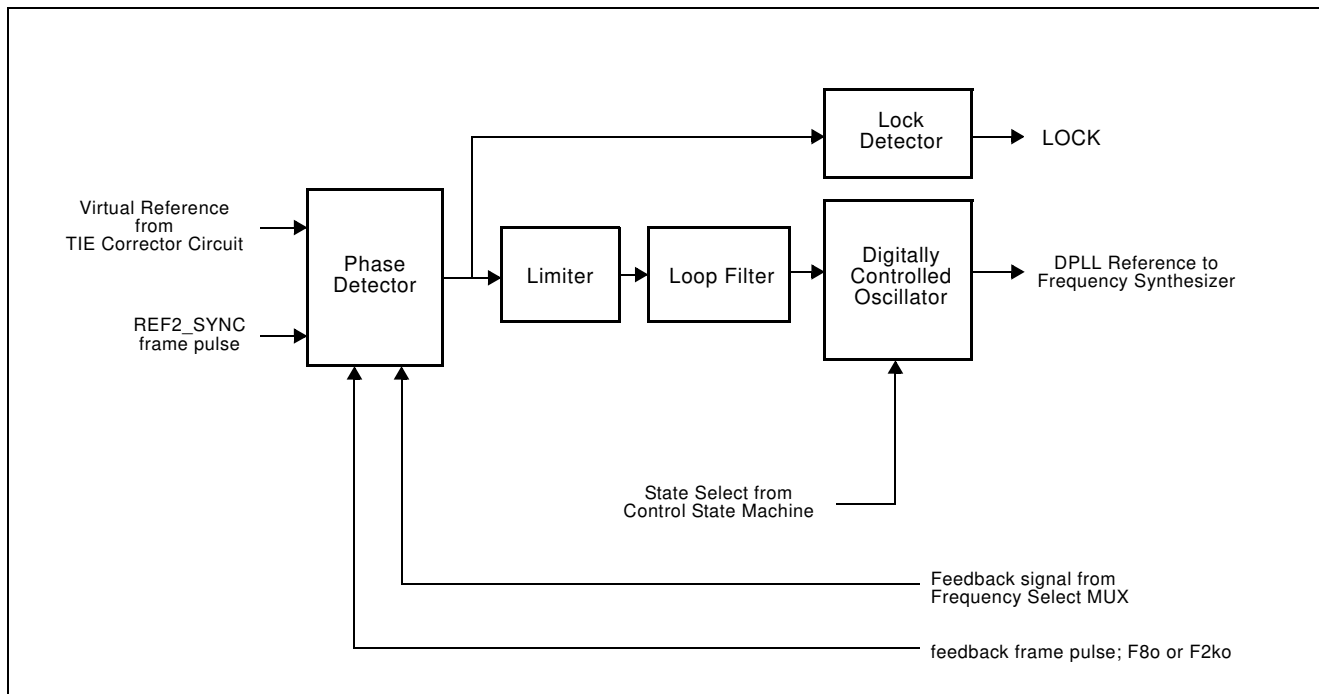 Lock
Detector
LOCK
Virtual Reference
from
TIE Corrector Circuit
Phase
Detector
Limiter
Loop Filter
Digitally
Controlled
Oscillator
DPLL Reference to
Frequency Synthesizer
REF2_SYNC
frame pulse
State Select from
Control State Machine
Feedback signal from
Frequency Select MUX
feedback frame pulse; F8o or F2ko